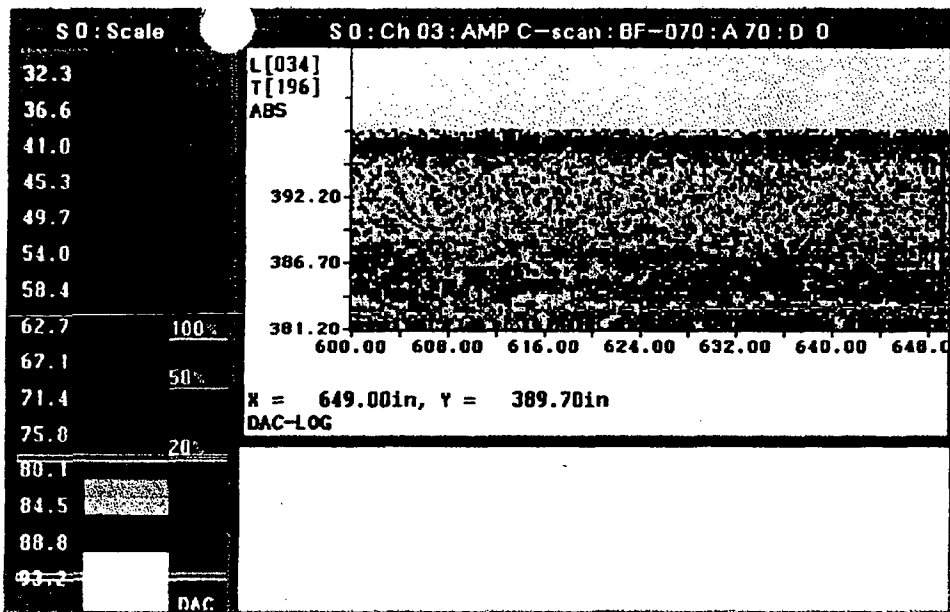 S 0 : Scale
S 0 : Ch 03 : AMP C-scan : BF-070 : A 70 : D 0
32.3
36.6
41.0
45.3
49.7
54.0
58.4
62.7
67.1
71.4
75.8
80.1
84.5
88.8
93.2
100%
50%
20%
DAC
L[034]
T[196]
ABS
392.20
386.70
381.20
600.00 608.00 616.00 624.00 632.00 640.00 648.0
X = 649.00in, Y = 389.70in
DAC-LOG